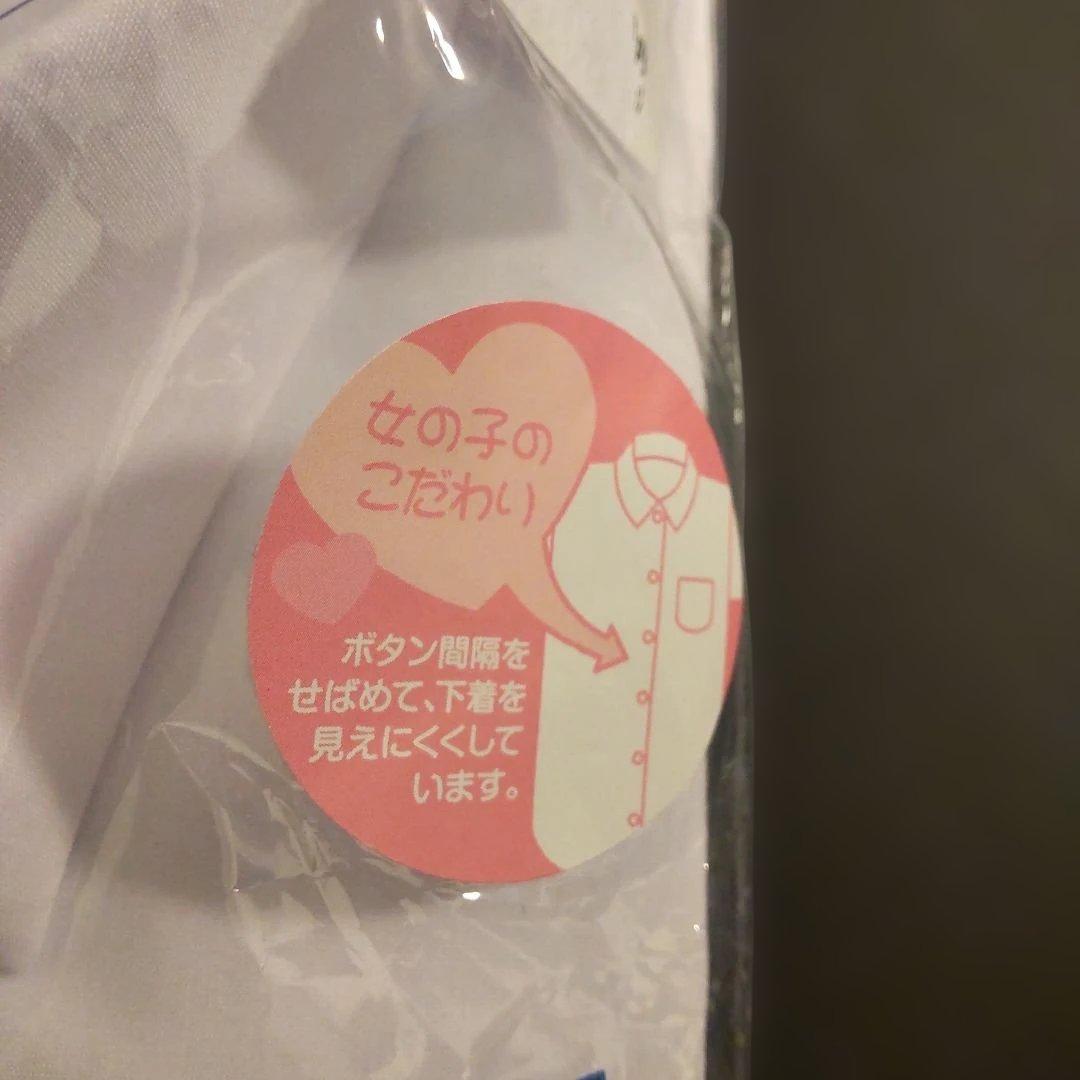 女の子の
こだわり
ボタン間隔を
せばめて、下着を
見えにくくして
います。